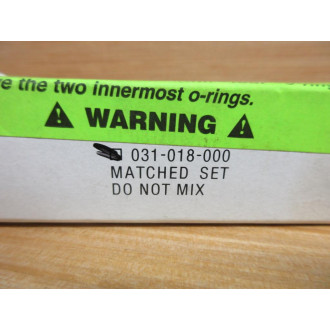 e the two innermost o-rings.
WARNING
031-018-000
MATCHED SET
DO NOT MIX